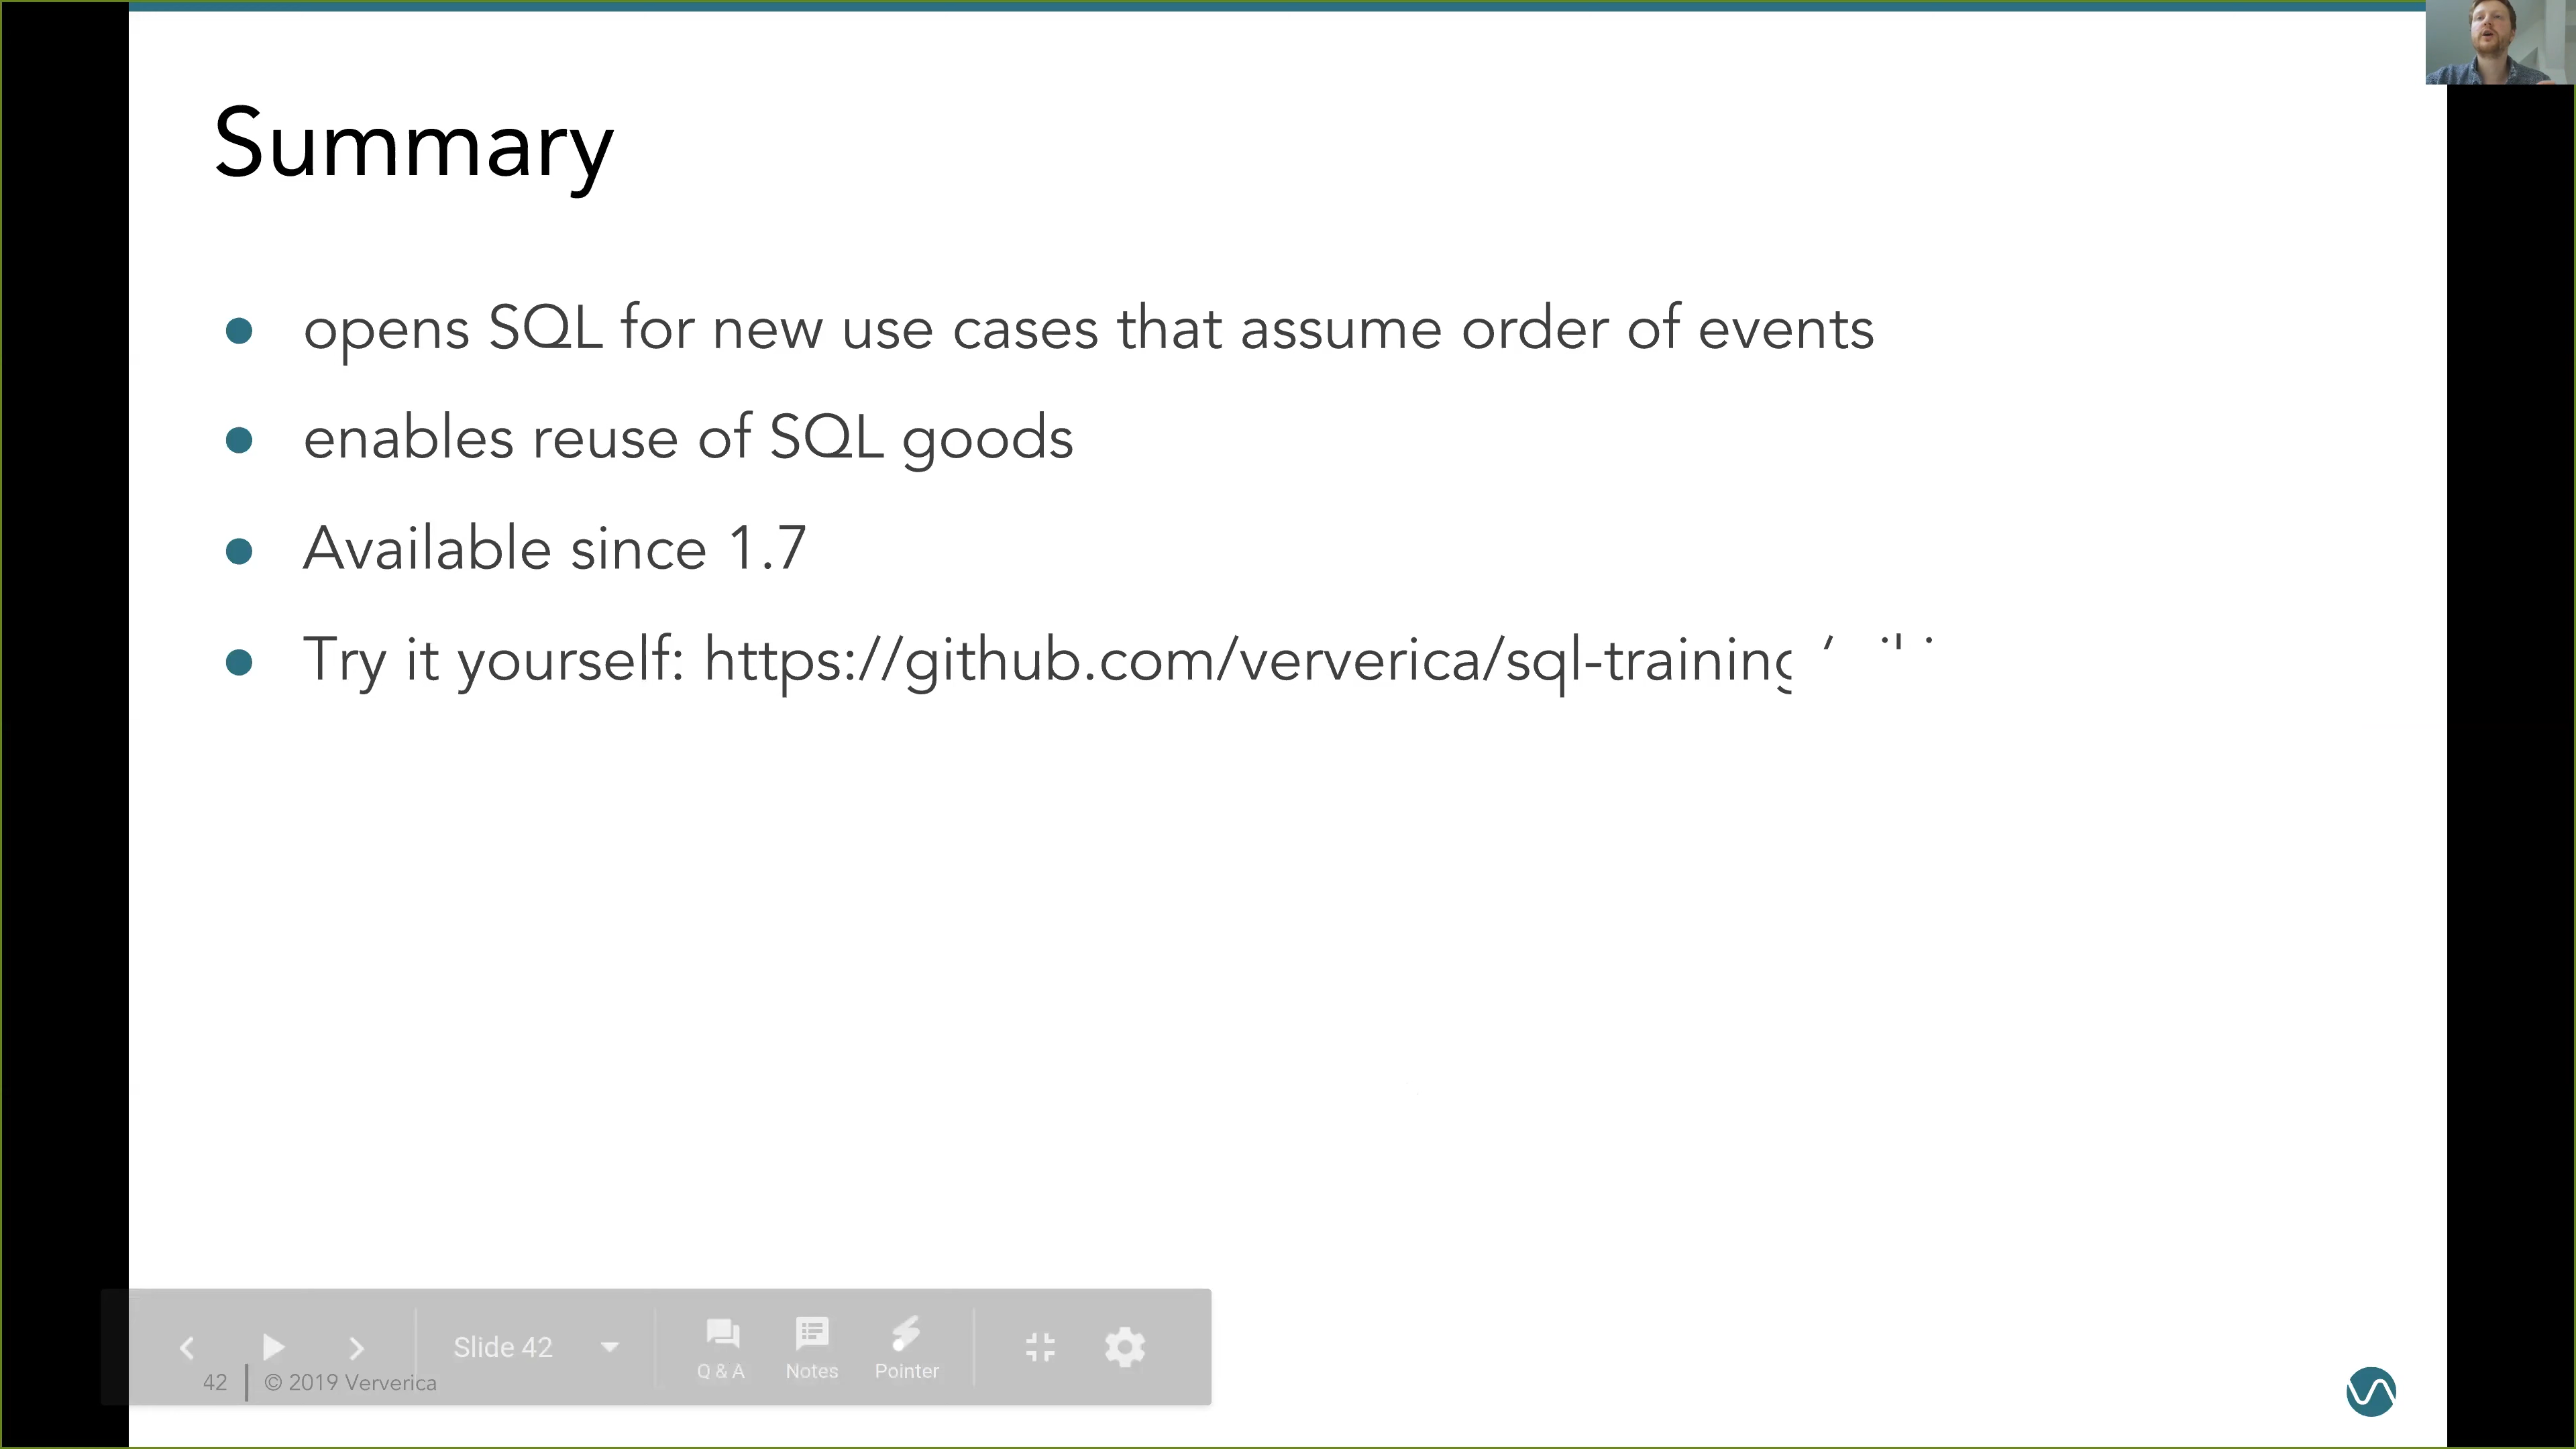 Summary
opens SQL for new use cases that assume order of events
enables reuse of SQL goods
Available since 1.7
Try it yourself: https://github.com/ververica/sql-training
Slide 42
Q & A
Notes
Pointer
42 | © 2019 Ververica